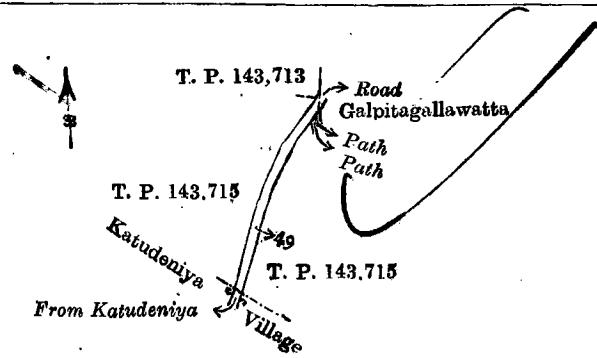 T. P. 143,713
Road
Galpitagallawatta
Path
Path
T. P. 143.715
49
Katudeniya
T. P. 143.715
From Katudeniya
Village